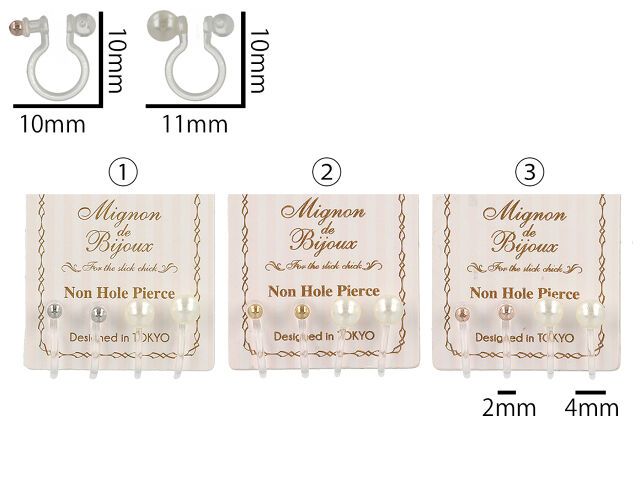 10mm
10mm
10mm
11mm
①
②
③
Mignon
de
Bijoux
For the slick chick
Non Hole Pierce
Designed in TOKYO
Mignon
de
Bijoux
For the slick chick
Non Hole Pierce
Designed in TOKYO
Mignon
de
Bijoux
For the slick chick
Non Hole Pierce
Designed in TOKYO
2mm
4mm